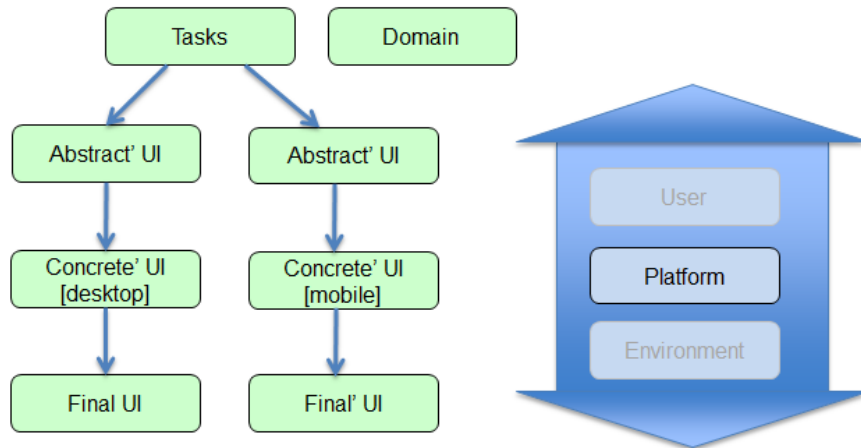 Tasks
Domain
Abstract’ UI
Abstract’ UI
User
Concrete’ UI
[desktop]
Concrete’ UI
[mobile]
Platform
Environment
Final UI
Final’ UI